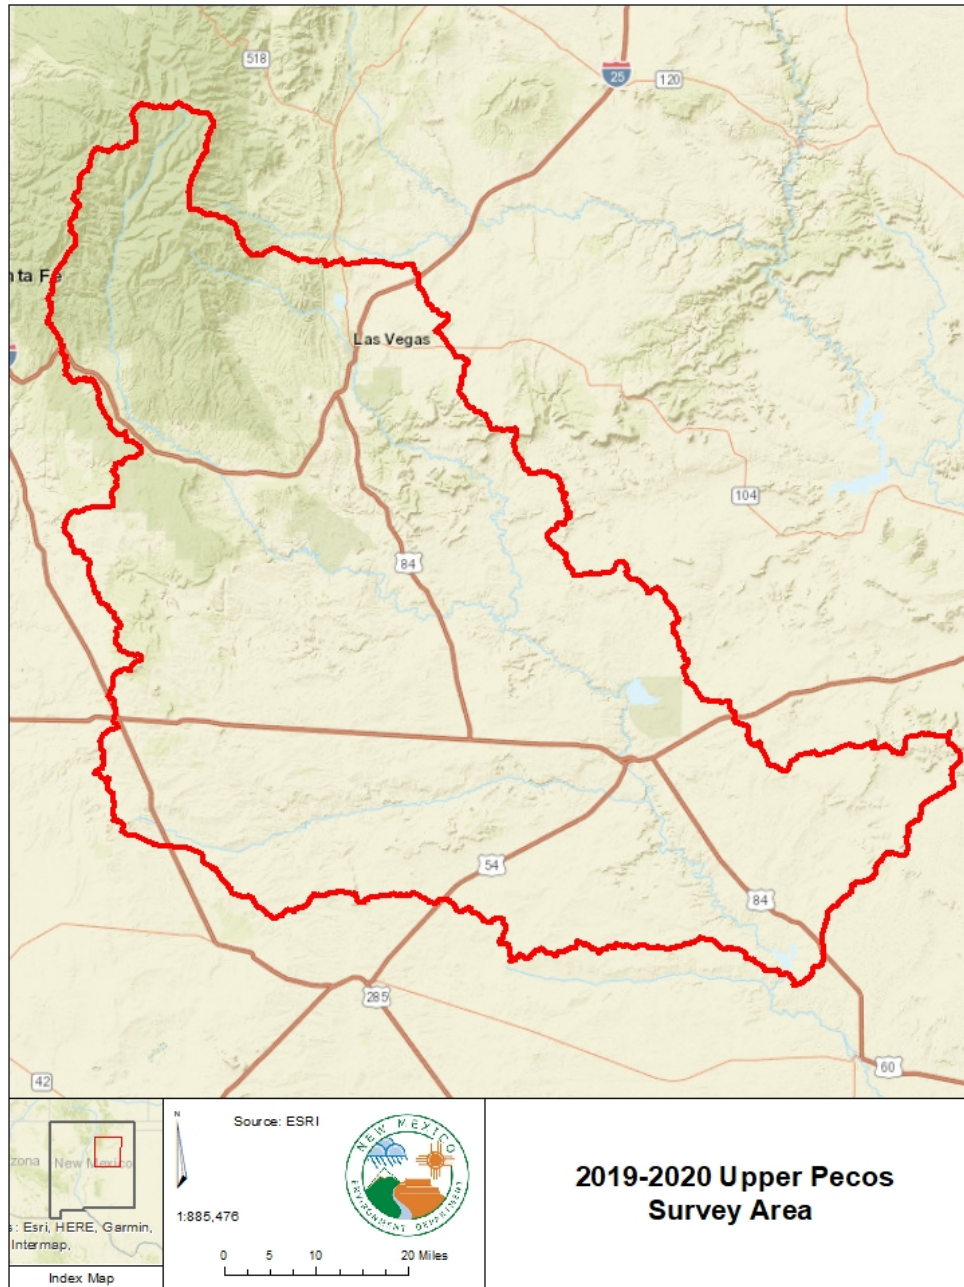 518
25
120
nta Fe
Las Vegas
104
84
54
84
285
60
42
zona
New Mexico
s: Esri, HERE, Garmin,
Intermap,
Index Map
N
Source: ESRI
1:885,476
NEW MEXICO
ENVIRONMENT DEPARTMENT
0 5 10 20 Miles
2019-2020 Upper Pecos
Survey Area